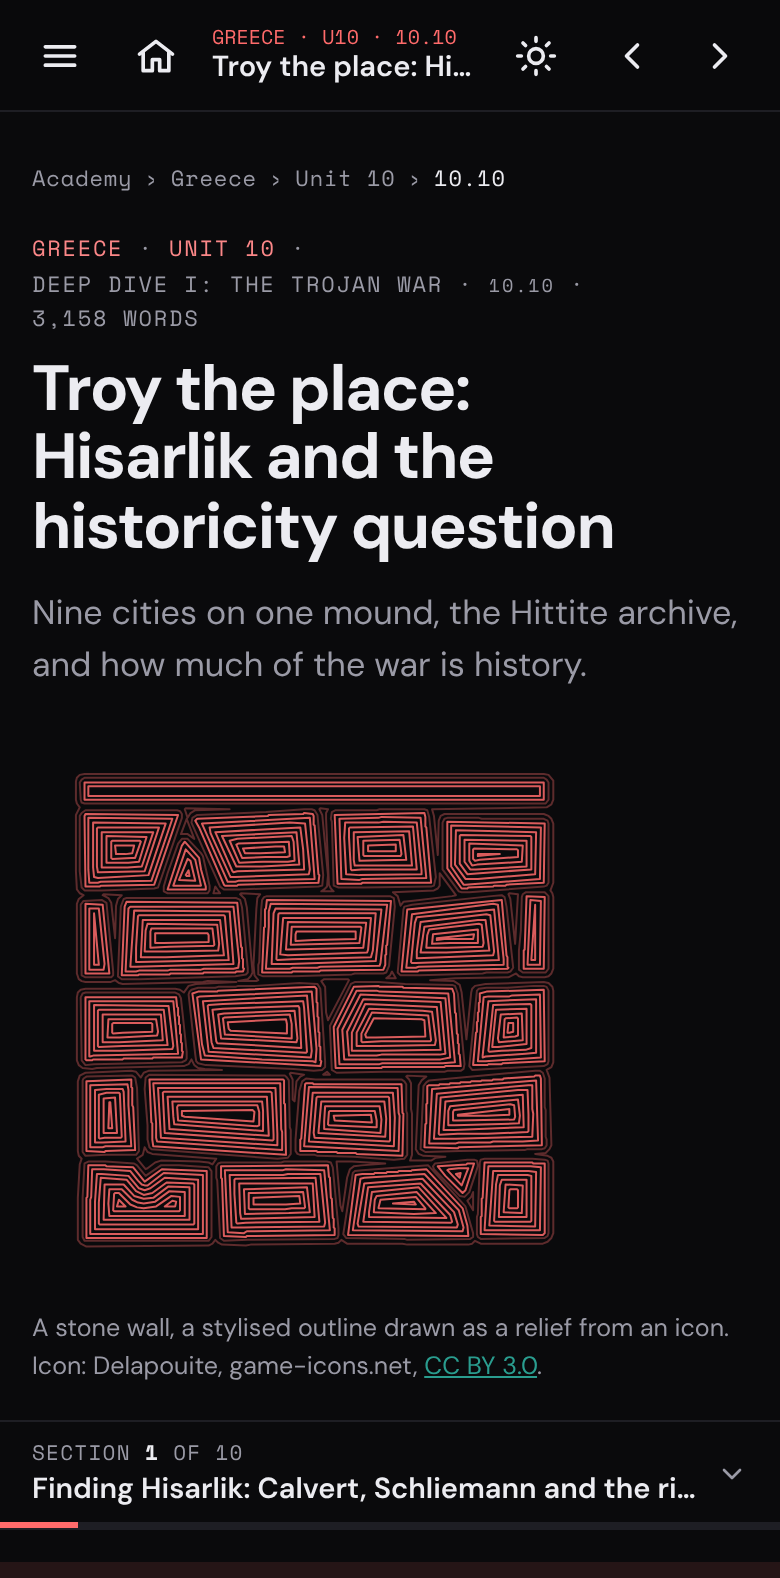 GREECE · U10 · 10.10
Troy the place: Hi...
Academy › Greece › Unit 10 › 10.10
GREECE · UNIT 10 ·
DEEP DIVE I: THE TROJAN WAR · 10.10 ·
3,158 WORDS
Troy the place:
Hisarlik and the
historicity question
Nine cities on one mound, the Hittite archive,
and how much of the war is history.
A stone wall, a stylised outline drawn as a relief from an icon.
Icon: Delapouite, game-icons.net, CC BY 3.0.
SECTION 1 OF 10
Finding Hisarlik: Calvert, Schliemann and the ri...